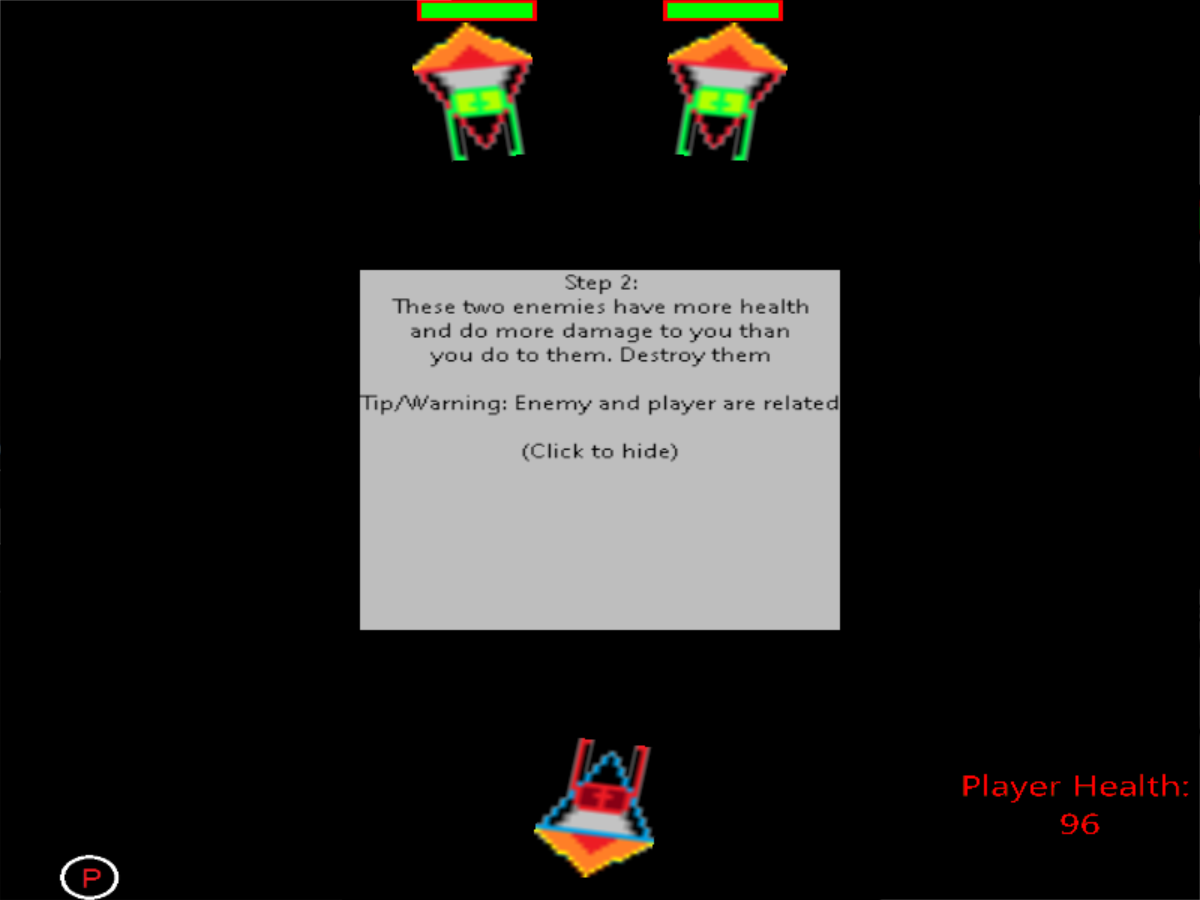 Step 2:
These two enemies have more health
and do more damage to you than
you do to them. Destroy them
Tip/Warning: Enemy and player are related
(Click to hide)
Player Health:
96
P